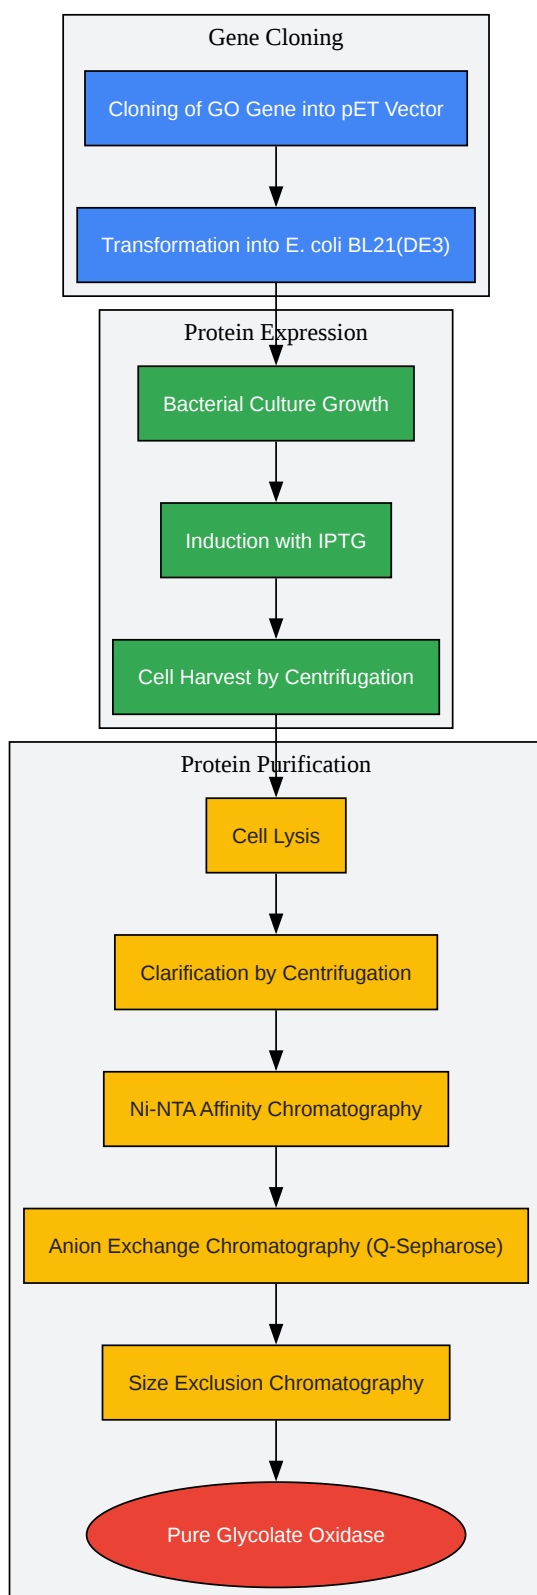 Gene Cloning
Cloning of GO Gene into pET Vector
Transformation into E. coli BL21(DE3)
Protein Expression
Bacterial Culture Growth
Induction with IPTG
Cell Harvest by Centrifugation
Protein Purification
Cell Lysis
Clarification by Centrifugation
Ni-NTA Affinity Chromatography
Anion Exchange Chromatography (Q-Sepharose)
Size Exclusion Chromatography
Pure Glycolate Oxidase